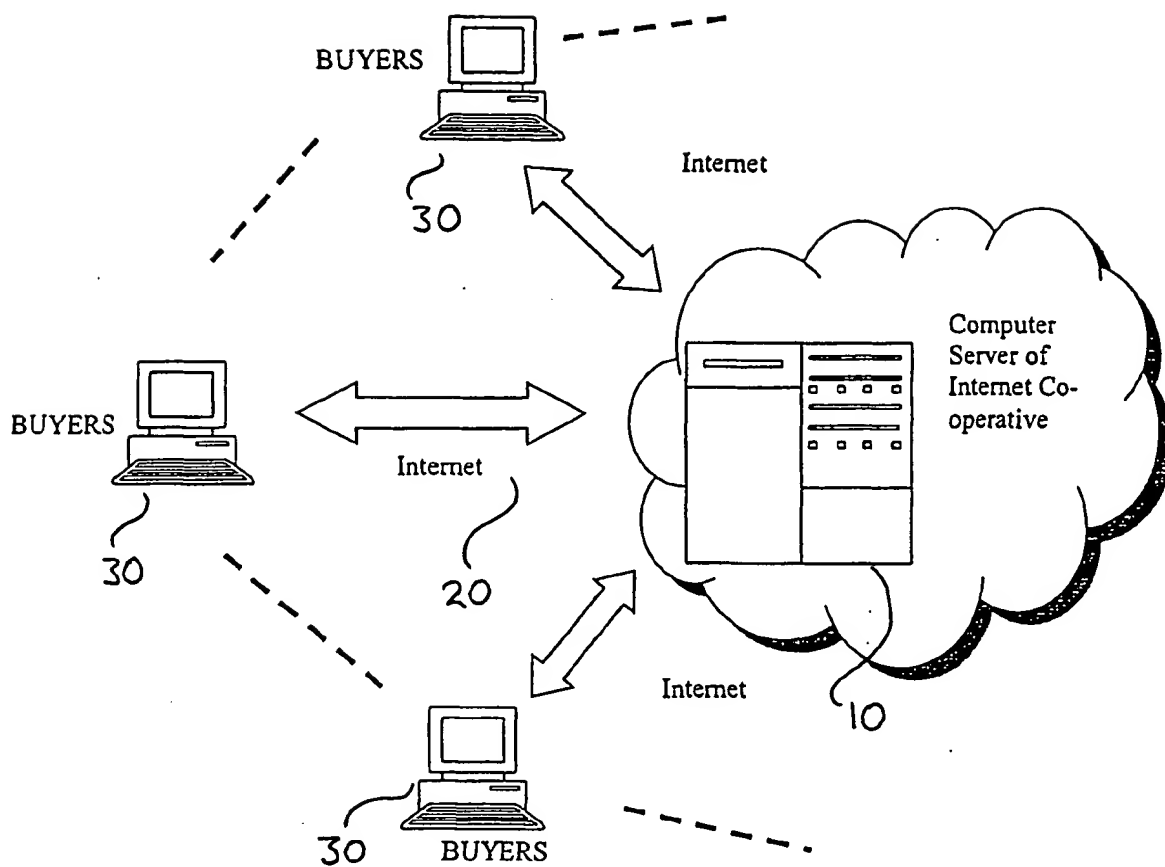 BUYERS
30
Internet
Computer
Server of
Internet Co-
operative
BUYERS
Internet
30
20
Internet
10
30
BUYERS